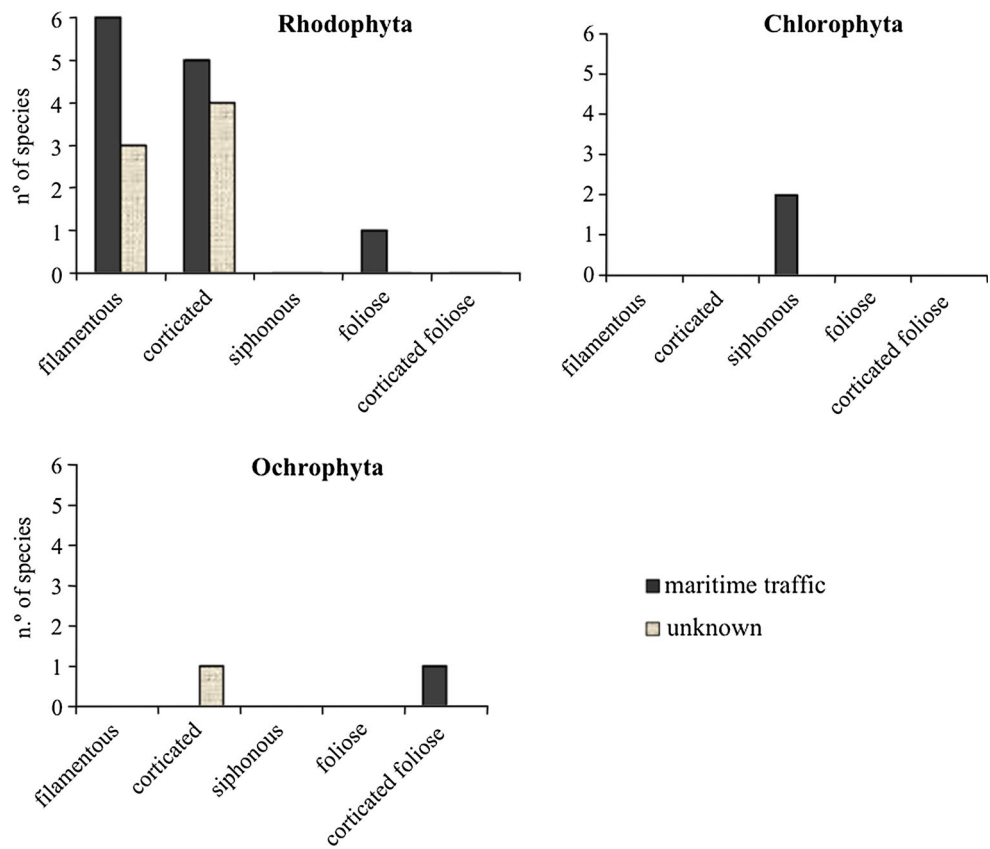 Rhodophyta
nº of species
6
5
4
3
2
1
0
filamentous
corticated
siphonous
foliose
corticated foliose
Chlorophyta
6
5
4
3
2
1
0
filamentous
corticated
siphonous
foliose
corticated foliose
Ochrophyta
n.º of species
6
5
4
3
2
1
0
filamentous
corticated
siphonous
foliose
corticated foliose
maritime traffic
unknown